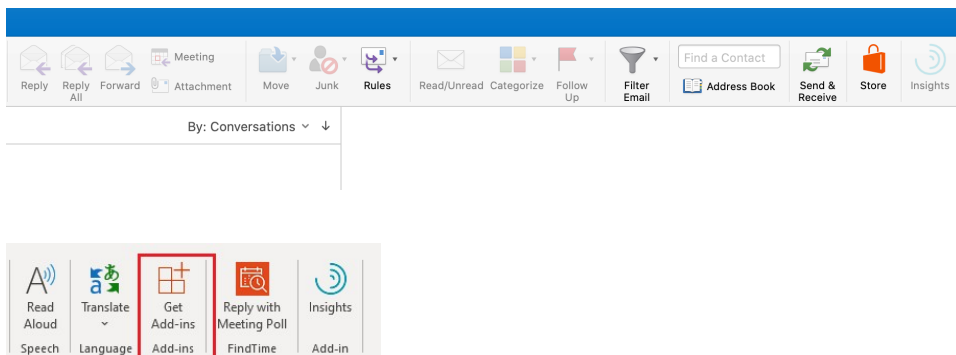 Meeting
Find a Contact
Reply Reply All Forward Attachment Move Junk Rules Read/Unread Categorize Follow Up Filter Email Address Book Send & Receive Store Insights
By: Conversations
A a あ
Read Aloud Translate Get Add-ins Reply with Meeting Poll Insights
Speech Language Add-ins FindTime Add-in